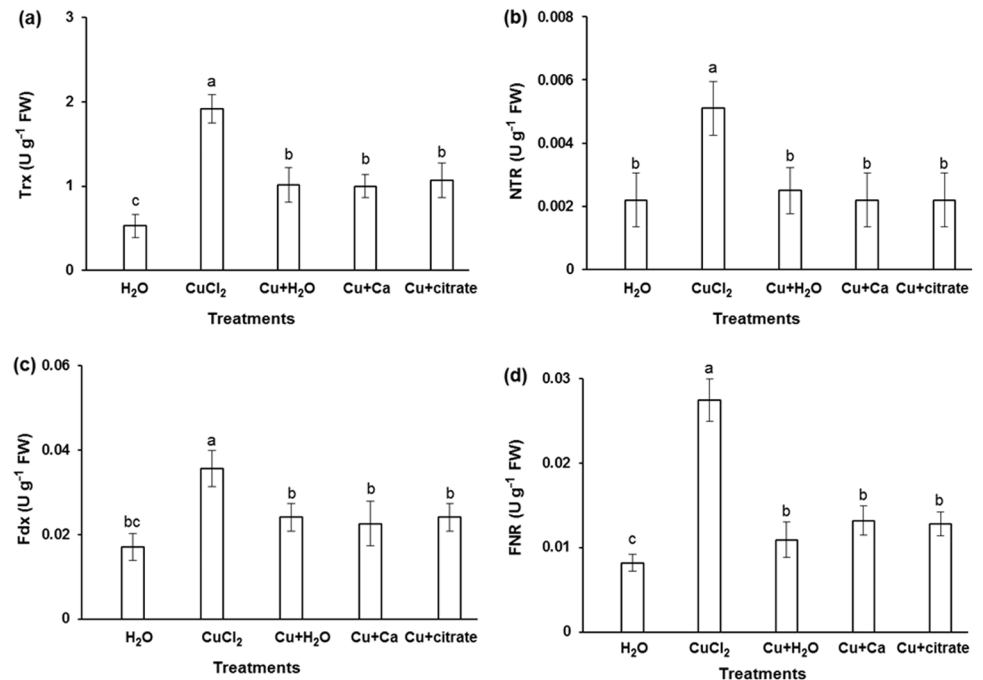 (a)
3
2
1
0
Trx (U g⁻¹ FW)
c
a
b
b
b
H₂O CuCl₂ Cu+H₂O Cu+Ca Cu+citrate
Treatments
(b)
0.008
0.006
0.004
0.002
0
NTR (U g⁻¹ FW)
b
a
b
b
b
H₂O CuCl₂ Cu+H₂O Cu+Ca Cu+citrate
Treatments
(c)
0.06
0.04
0.02
0
Fdx (U g⁻¹ FW)
bc
a
b
b
b
H₂O CuCl₂ Cu+H₂O Cu+Ca Cu+citrate
Treatments
(d)
0.03
0.02
0.01
0
FNR (U g⁻¹ FW)
c
a
b
b
b
H₂O CuCl₂ Cu+H₂O Cu+Ca Cu+citrate
Treatments